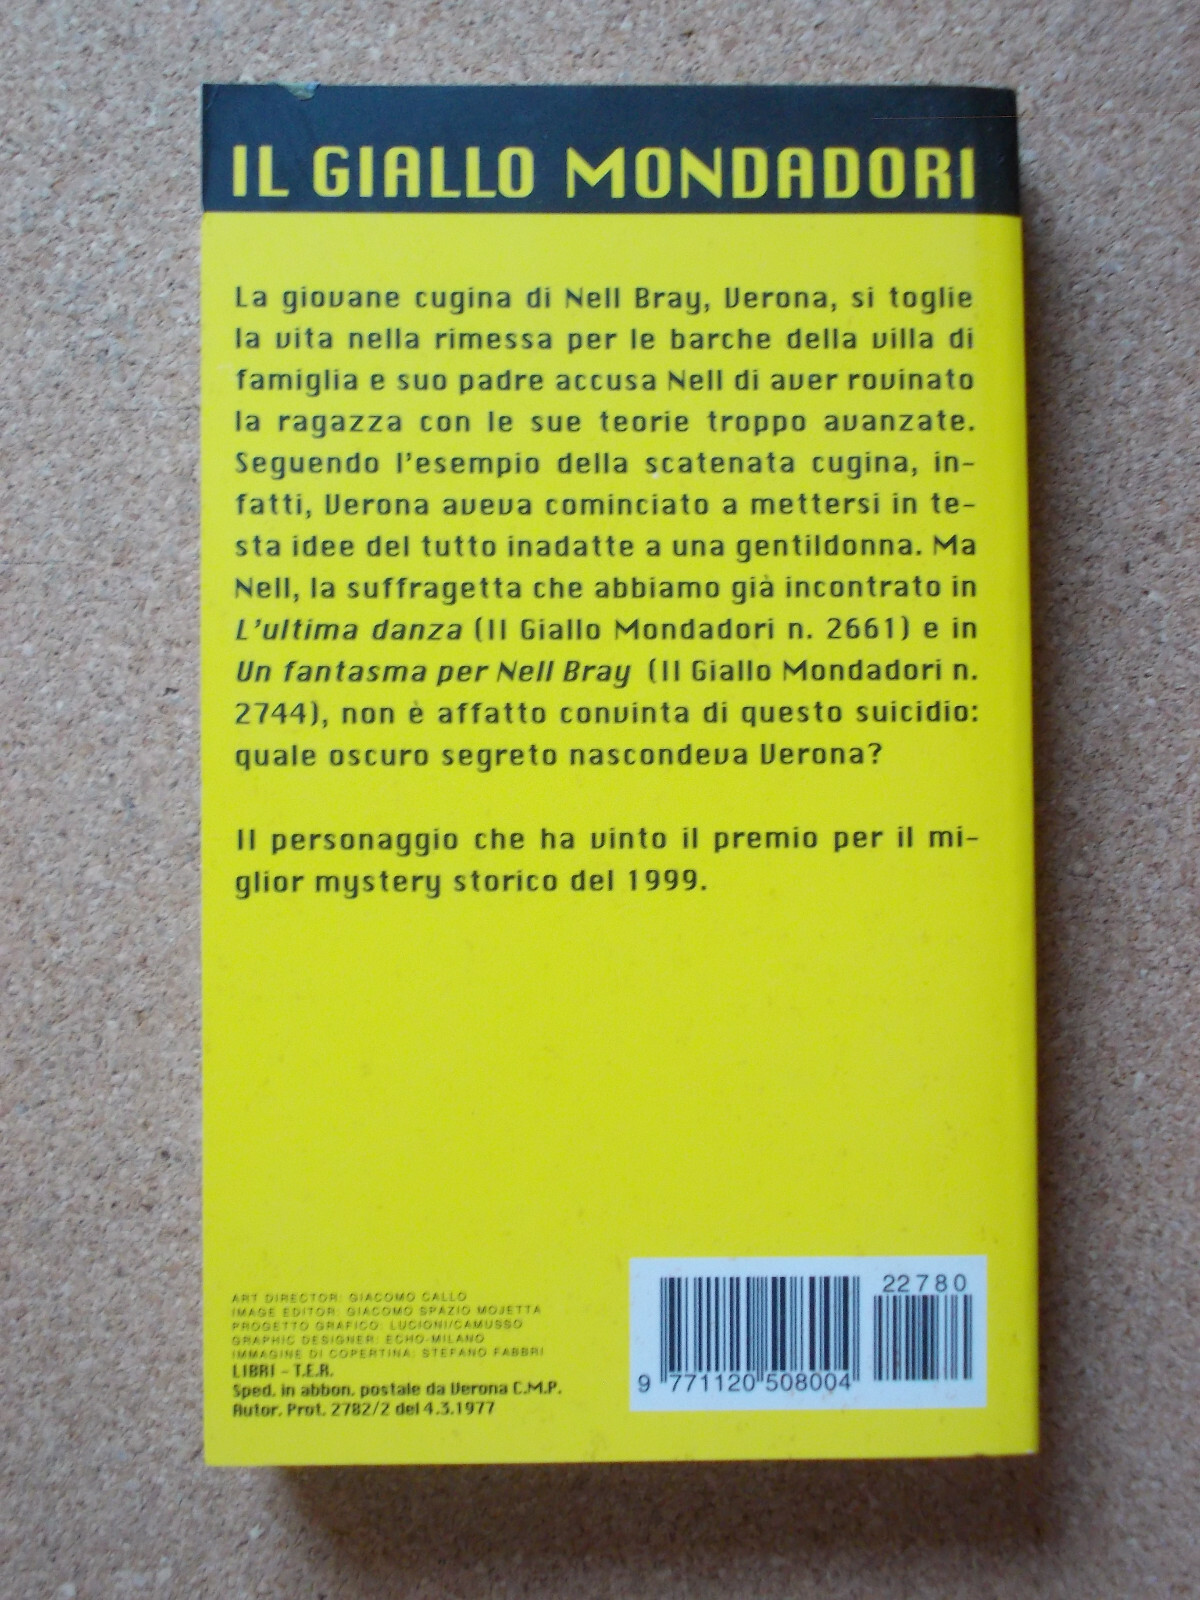 IL GIALLO MONDADORI
La giovane cugina di Nell Bray, Verona, si toglie
la vita nella rimessa per le barche della villa di
famiglia e suo padre accusa Nell di aver rovinato
la ragazza con le sue teorie troppo avanzate.
Seguendo l'esempio della scatenata cugina, in-
fatti, Verona aveva cominciato a mettersi in te-
sta idee del tutto inadatte a una gentildonna. Ma
Nell, la suffragetta che abbiamo già incontrato in
L'ultima danza (Il Giallo Mondadori n. 2661) e in
Un fantasma per Nell Bray (Il Giallo Mondadori n.
2744), non è affatto convinta di questo suicidio:
quale oscuro segreto nascondeva Verona?
Il personaggio che ha vinto il premio per il mi-
glior mystery storico del 1999.
ART DIRECTOR: GIACOMO CALLO
IMAGE EDITOR: GIACOMO SPAZIO MOJETTA
PROGETTO GRAFICO: LUCIONI/CAMUSSO
GRAPHIC DESIGNER: ECHO-MILANO
IMMAGINE DI COPERTINA: STEFANO FABBRI
LIBRI - T.E.R.
Sped. in abbon. postale da Verona C.M.P.
Autor. Prot. 2782/2 del 4.3.1977
22780
9 771120 508004